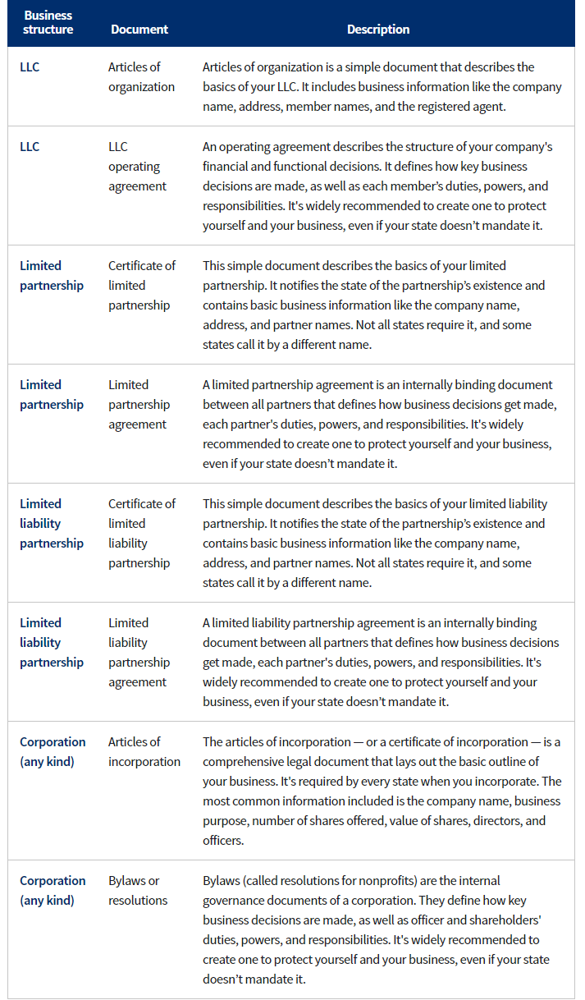 Business
structure
Document
Description
LLC
Articles of
organization
Articles of organization is a simple document that describes the
basics of your LLC. It includes business information like the company
name, address, member names, and the registered agent.
LLC
LLC
operating
agreement
An operating agreement describes the structure of your company's
financial and functional decisions. It defines how key business
decisions are made, as well as each member’s duties, powers, and
responsibilities. It's widely recommended to create one to protect
yourself and your business, even if your state doesn’t mandate it.
Limited
partnership
Certificate of
limited
partnership
This simple document describes the basics of your limited
partnership. It notifies the state of the partnership’s existence and
contains basic business information like the company name,
address, and partner names. Not all states require it, and some
states call it by a different name.
Limited
partnership
Limited
partnership
agreement
A limited partnership agreement is an internally binding document
between all partners that defines how business decisions get made,
each partner's duties, powers, and responsibilities. It's widely
recommended to create one to protect yourself and your business,
even if your state doesn’t mandate it.
Limited
liability
partnership
Certificate of
limited
liability
partnership
This simple document describes the basics of your limited liability
partnership. It notifies the state of the partnership’s existence and
contains basic business information like the company name,
address, and partner names. Not all states require it, and some
states call it by a different name.
Limited
liability
partnership
Limited
liability
partnership
agreement
A limited liability partnership agreement is an internally binding
document between all partners that defines how business decisions
get made, each partner's duties, powers, and responsibilities. It's
widely recommended to create one to protect yourself and your
business, even if your state doesn’t mandate it.
Corporation
(any kind)
Articles of
incorporation
The articles of incorporation — or a certificate of incorporation — is a
comprehensive legal document that lays out the basic outline of
your business. It's required by every state when you incorporate. The
most common information included is the company name, business
purpose, number of shares offered, value of shares, directors, and
officers.
Corporation
(any kind)
Bylaws or
resolutions
Bylaws (called resolutions for nonprofits) are the internal
governance documents of a corporation. They define how key
business decisions are made, as well as officer and shareholders'
duties, powers, and responsibilities. It's widely recommended to
create one to protect yourself and your business, even if your state
doesn’t mandate it.